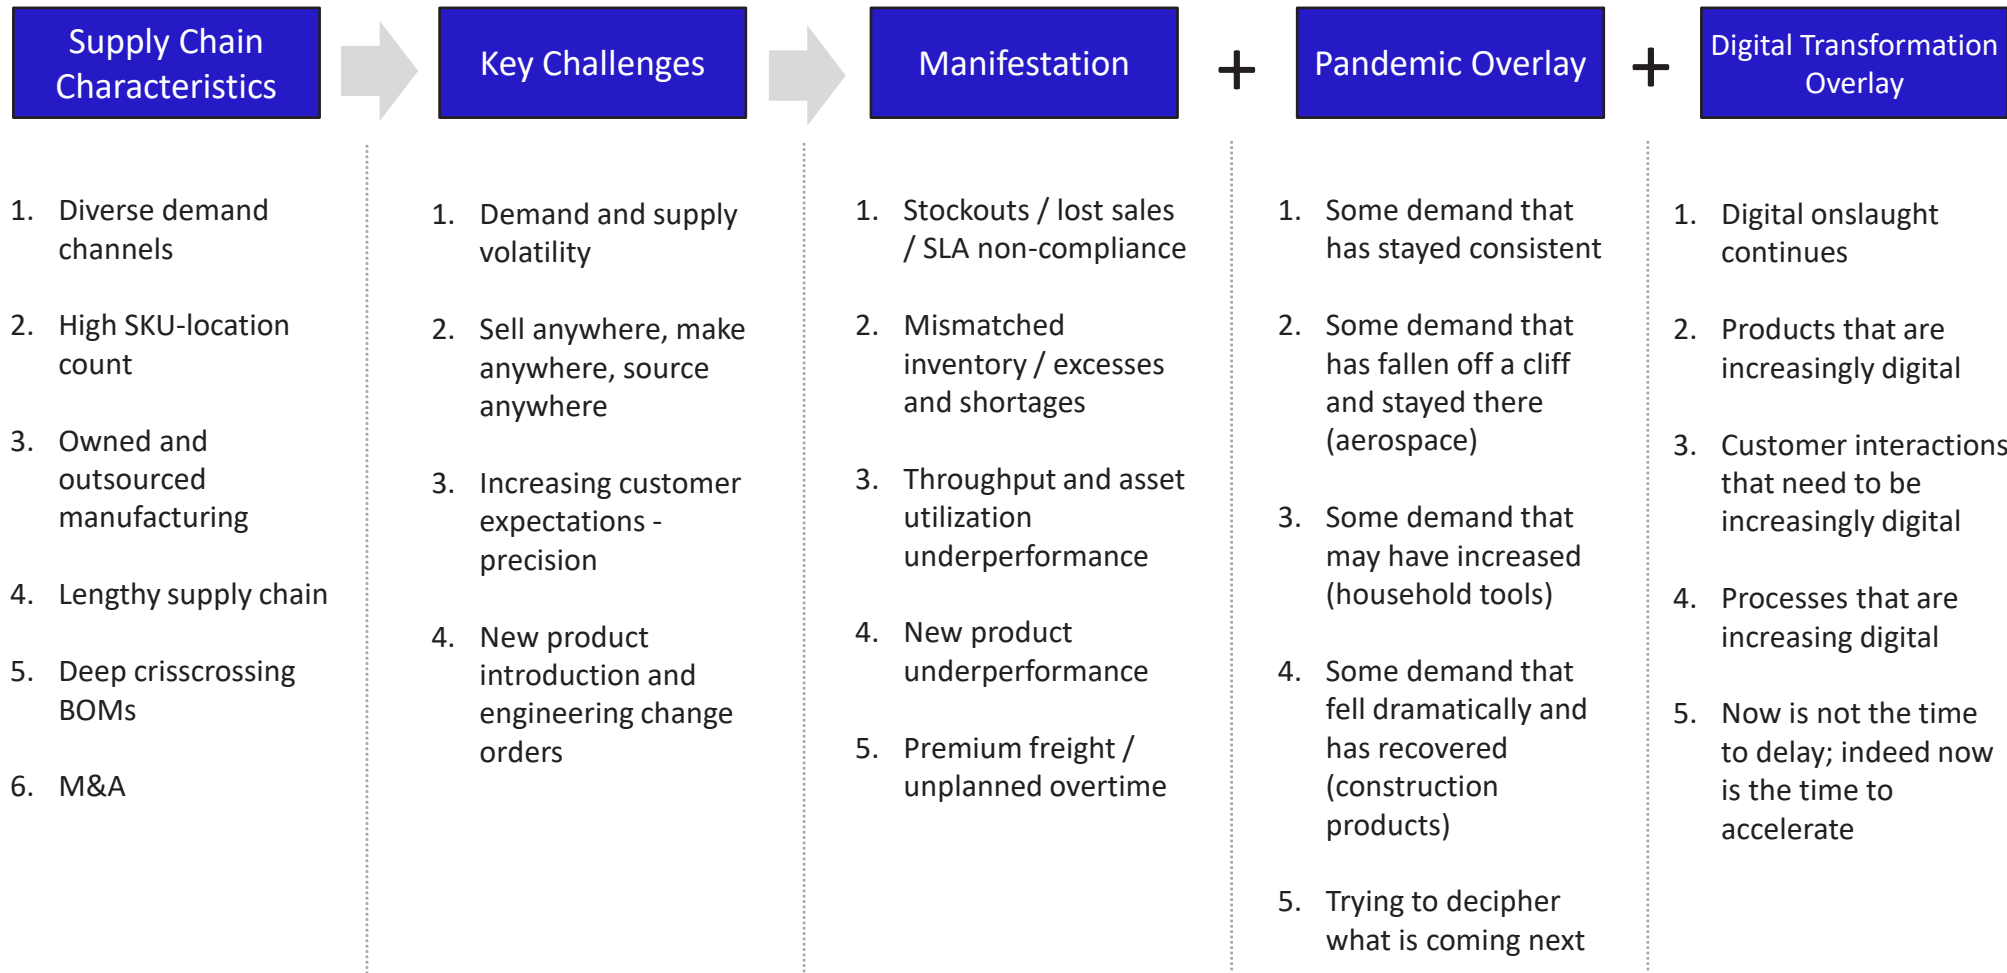 Supply Chain
Characteristics
Key Challenges
Manifestation
+
Pandemic Overlay
+
Digital Transformation
Overlay
1. Diverse demand
channels
2. High SKU-location
count
3. Owned and
outsourced
manufacturing
4. Lengthy supply chain
5. Deep crisscrossing
BOMs
6. M&A
1. Demand and supply
volatility
2. Sell anywhere, make
anywhere, source
anywhere
3. Increasing customer
expectations -
precision
4. New product
introduction and
engineering change
orders
1. Stockouts / lost sales
/ SLA non-compliance
2. Mismatched
inventory / excesses
and shortages
3. Throughput and asset
utilization
underperformance
4. New product
underperformance
5. Premium freight /
unplanned overtime
1. Some demand that
has stayed consistent
2. Some demand that
has fallen off a cliff
and stayed there
(aerospace)
3. Some demand that
may have increased
(household tools)
4. Some demand that
fell dramatically and
has recovered
(construction
products)
5. Trying to decipher
what is coming next
1. Digital onslaught
continues
2. Products that are
increasingly digital
3. Customer interactions
that need to be
increasingly digital
4. Processes that are
increasing digital
5. Now is not the time
to delay; indeed now
is the time to
accelerate